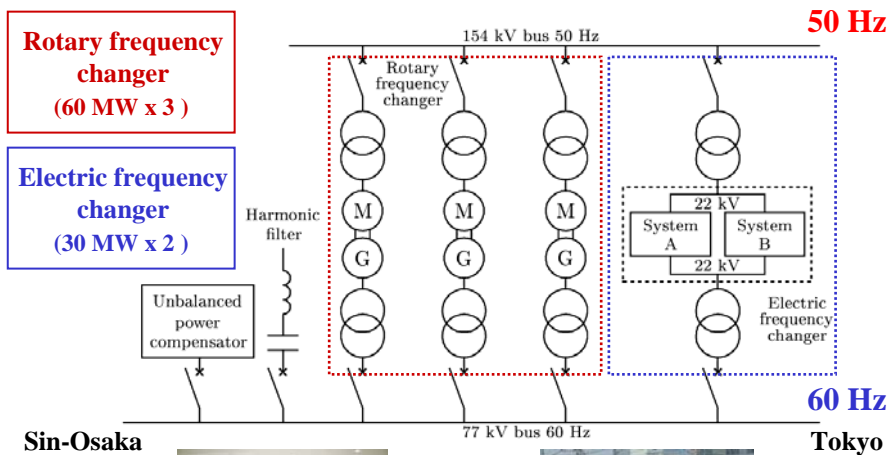 154 kV bus 50 Hz
50 Hz
Rotary frequency
changer
(60 MW x 3 )
Rotary
frequency
changer
Electric frequency
changer
(30 MW x 2 )
Harmonic
filter
M
M
M
G
G
G
22 kV
System
A
System
B
22 kV
Unbalanced
power
compensator
Electric
frequency
changer
60 Hz
77 kV bus 60 Hz
Sin-Osaka
Tokyo